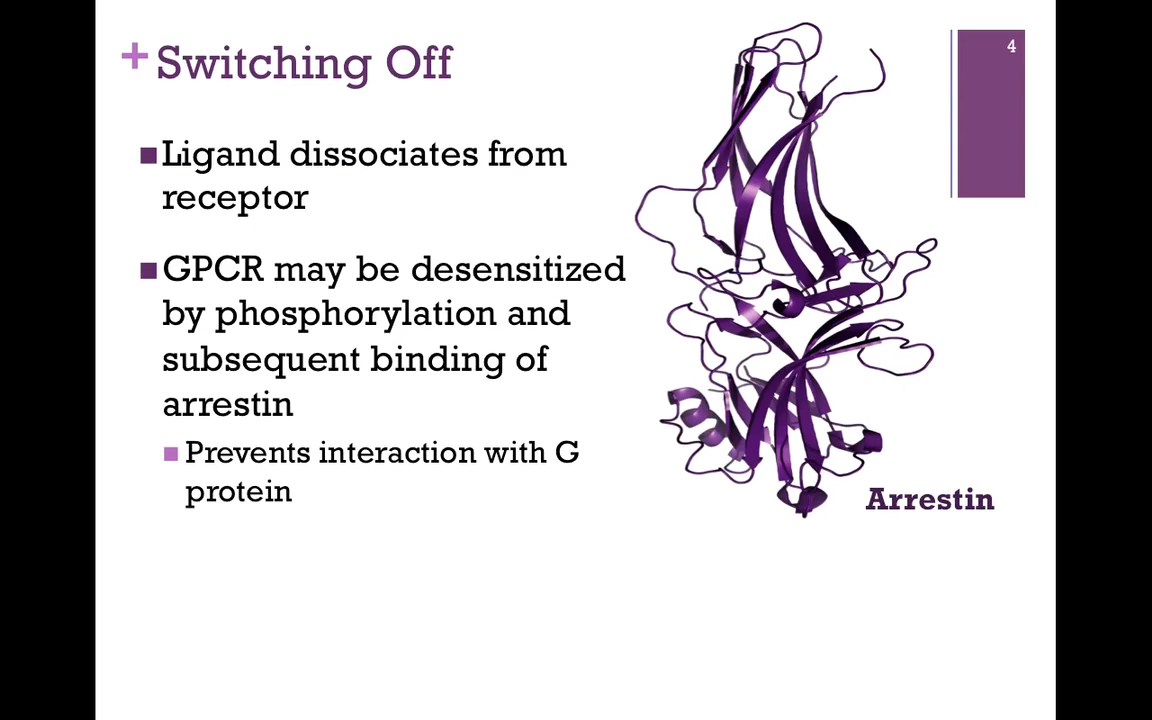 + Switching Off
4
■ Ligand dissociates from
receptor
■ GPCR may be desensitized
by phosphorylation and
subsequent binding of
arrestin
■ Prevents interaction with G
protein
Arrestin